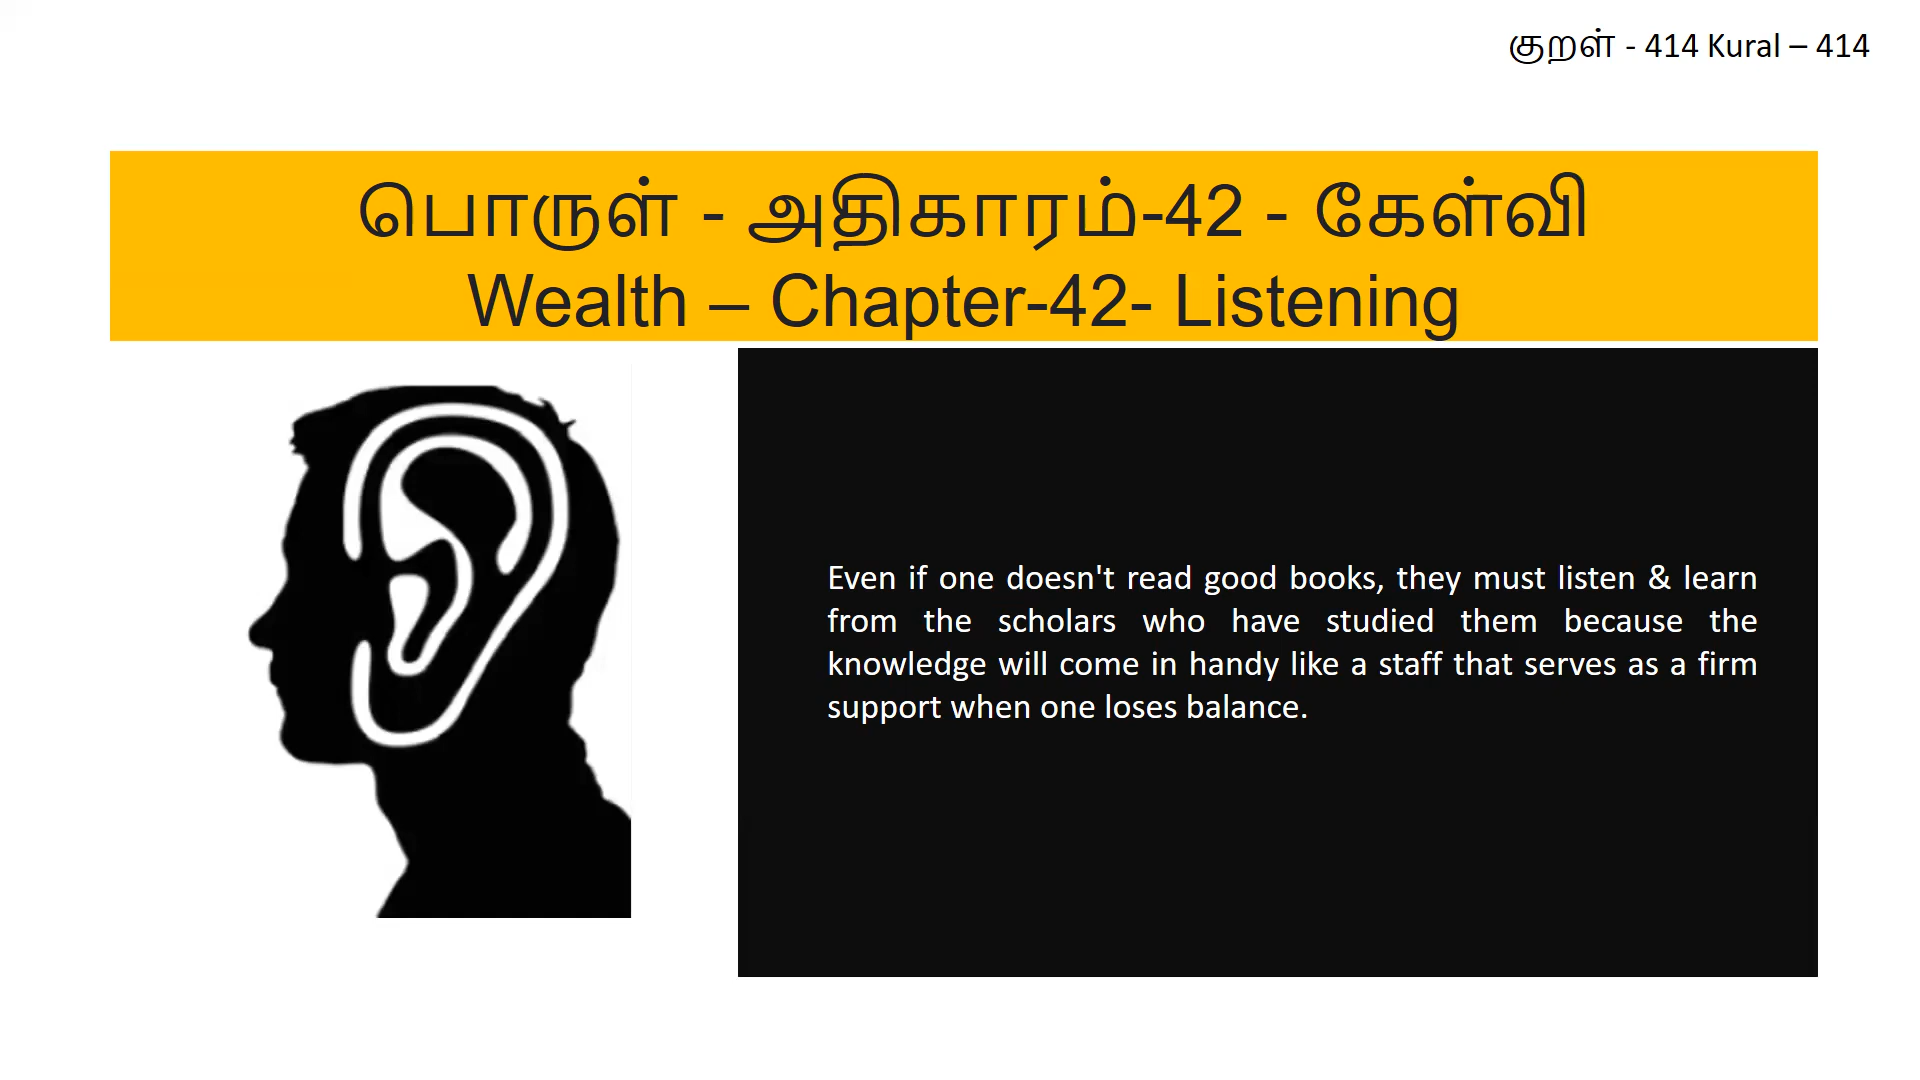 குறள் - 414 Kural – 414
பொருள் - அதிகாரம்-42 - கேள்வி
Wealth – Chapter-42- Listening
Even if one doesn't read good books, they must listen & learn
from the scholars who have studied them because the
knowledge will come in handy like a staff that serves as a firm
support when one loses balance.